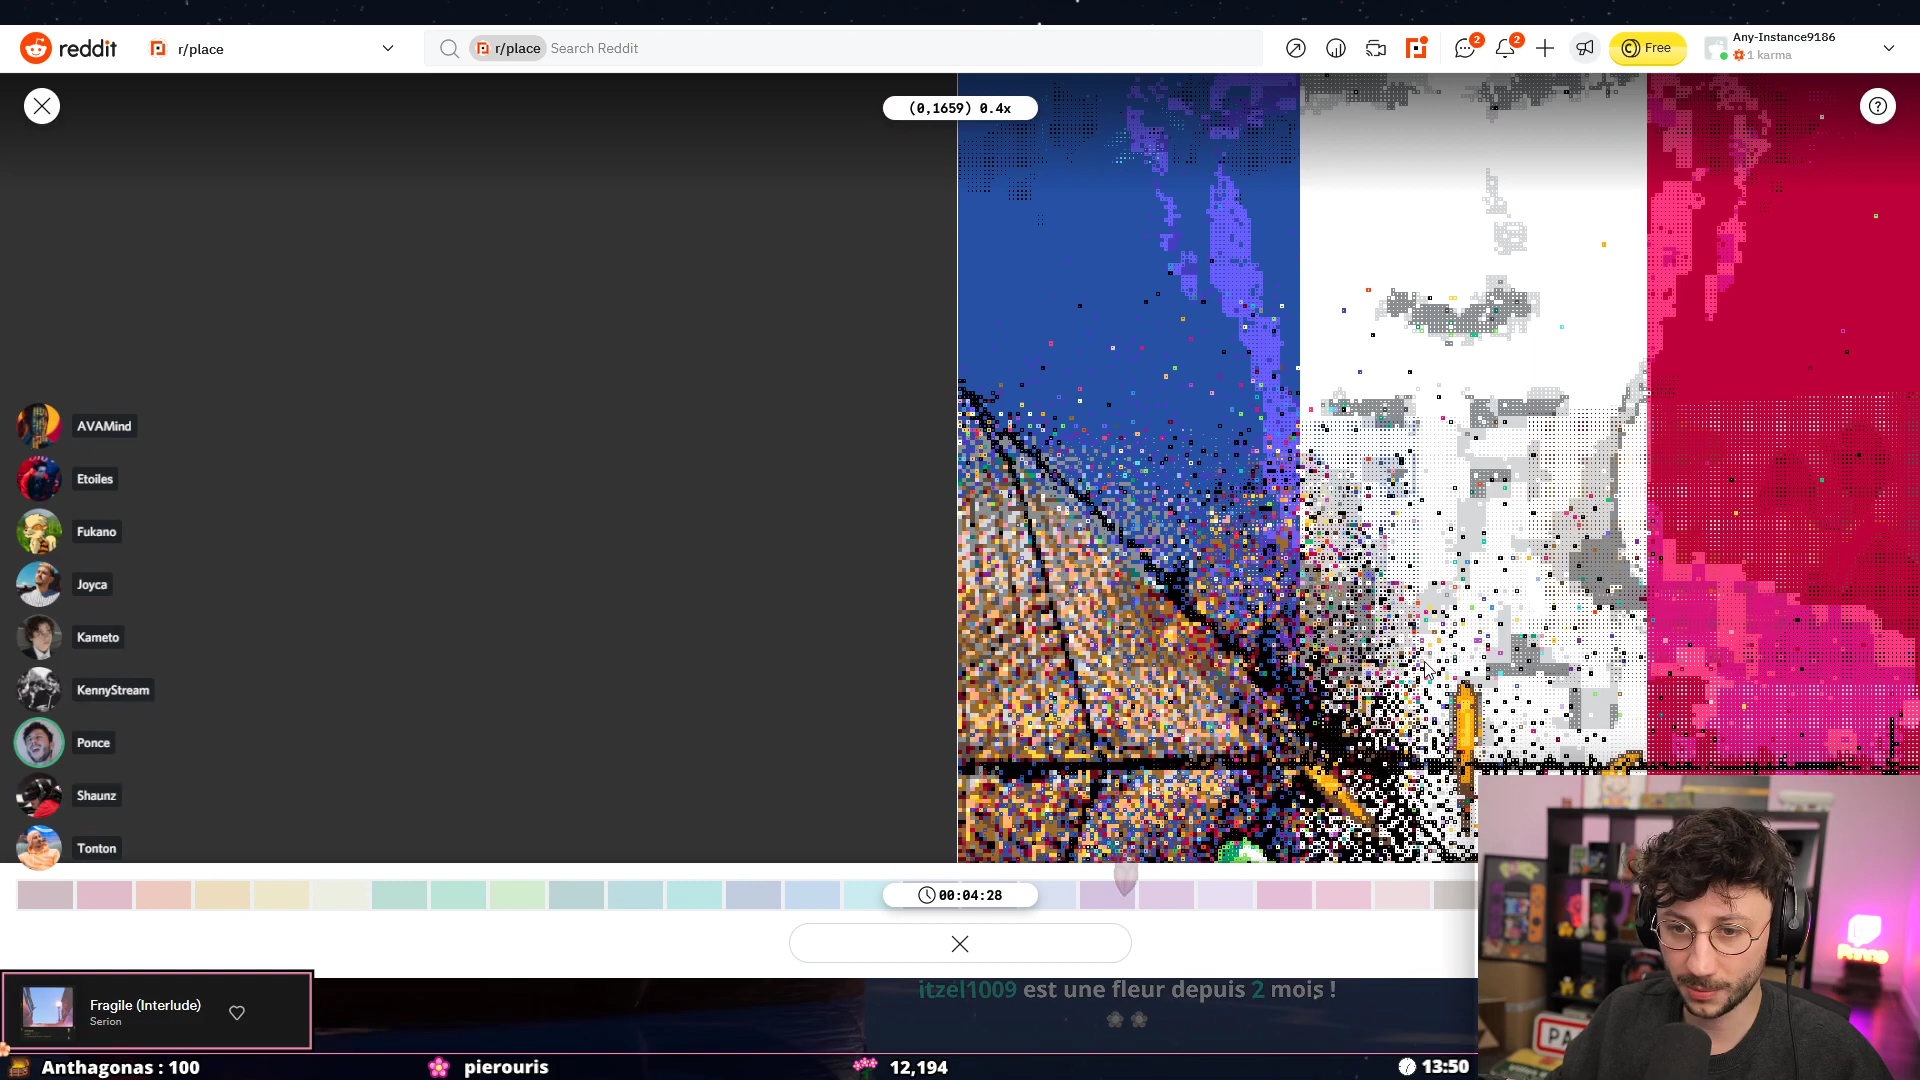 reddit
r/place
r/place Search Reddit
2
2
Free
Any-Instance9186
1 karma
(0,1659) 0.4x
AVAMind
Etoiles
Fukano
Joyca
Kameto
KennyStream
Ponce
Shaunz
Tonton
00:04:28
itzel1009 est une fleur depuis 2 mois !
Fragile (Interlude)
Serion
Anthagonas : 100
pierouris
12,194
13:50